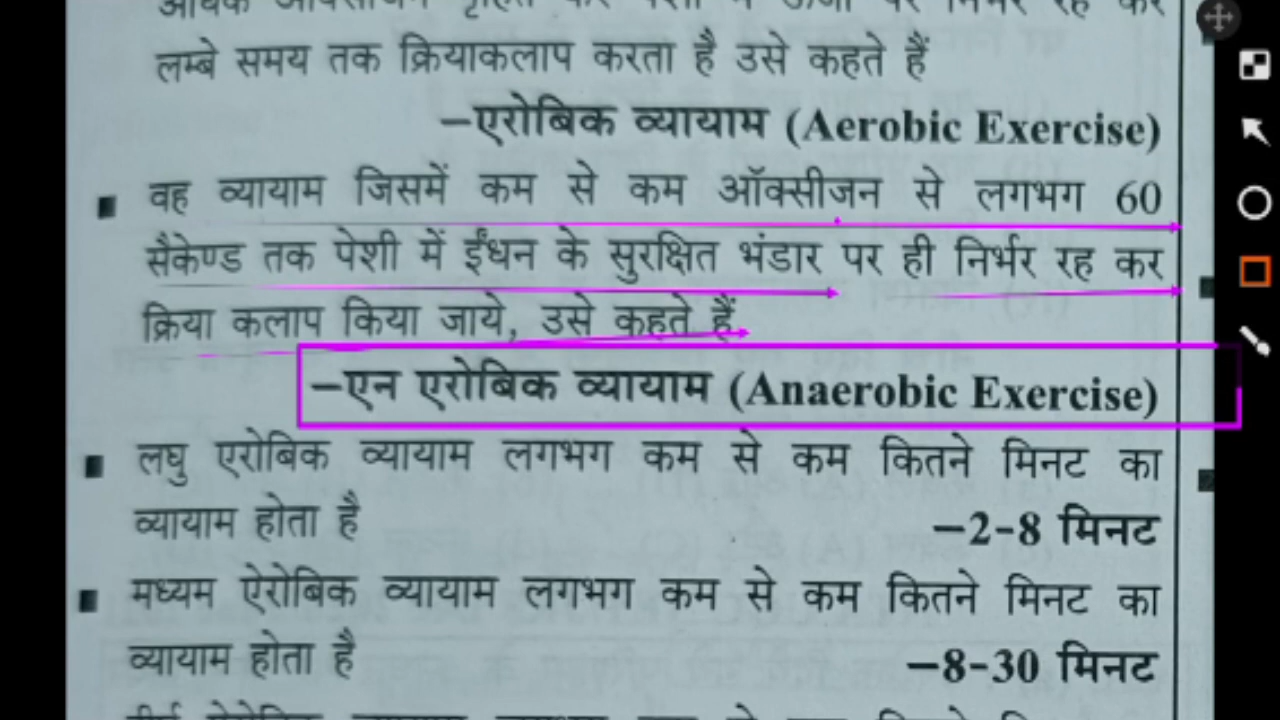 लम्बे समय तक क्रियाकलाप करता है उसे कहते हैं
–एरोबिक व्यायाम (Aerobic Exercise)
वह व्यायाम जिसमें कम से कम ऑक्सीजन से लगभग 60
सैकेण्ड तक पेशी में ईंधन के सुरक्षित भंडार पर ही निर्भर रह कर
क्रिया कलाप किया जाये, उसे कहते हैं
–एन एरोबिक व्यायाम (Anaerobic Exercise)
लघु एरोबिक व्यायाम लगभग कम से कम कितने मिनट का
व्यायाम होता है –2-8 मिनट
मध्यम ऐरोबिक व्यायाम लगभग कम से कम कितने मिनट का
व्यायाम होता है –8-30 मिनट